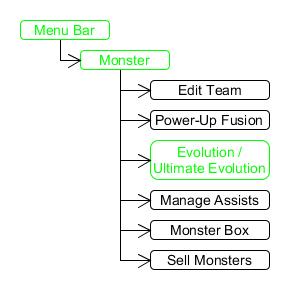 Menu Bar
Monster
Edit Team
Power-Up Fusion
Evolution /
Ultimate Evolution
Manage Assists
Monster Box
Sell Monsters